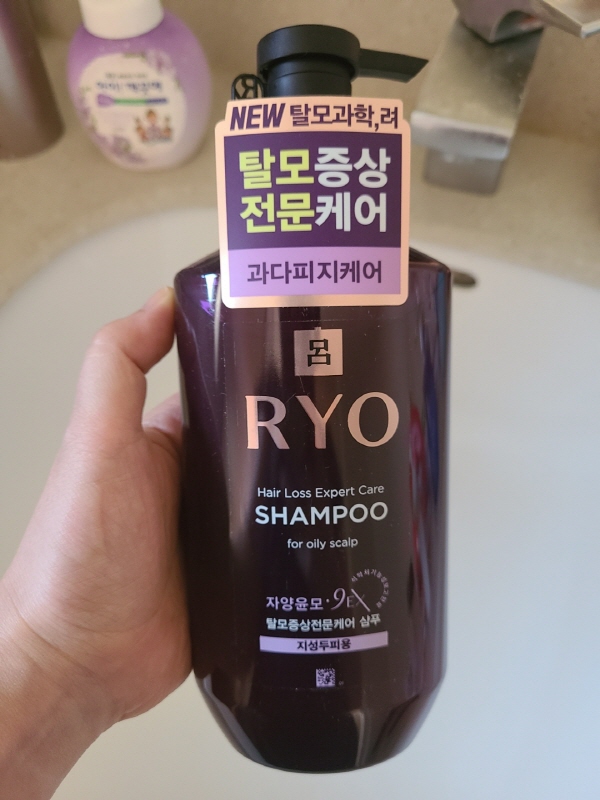 NEW 탈모과학,려
탈모증상
전문케어
과다피지케어
呂
RYO
Hair Loss Expert Care
SHAMPOO
for oily scalp
자양윤모·9EX
탈모증상전문케어 샴푸
지성두피용